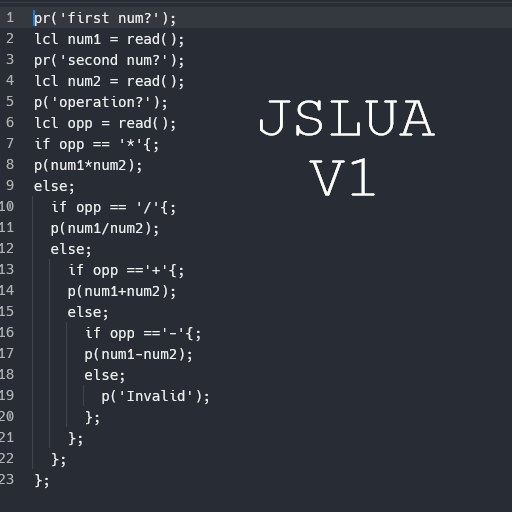 1 pr('first num?');
2 lcl num1 = read();
3 pr('second num?');
4 lcl num2 = read();
5 p('operation?');
6 lcl opp = read();
7 if opp == '*'{;
8 p(num1*num2);
9 else;
10 if opp == '/'{;
11 p(num1/num2);
12 else;
13 if opp =='+'{;
14 p(num1+num2);
15 else;
16 if opp =='-'{;
17 p(num1-num2);
18 else;
19 p('Invalid');
20 };
21 };
22 };
23 };
JSLUA
V1